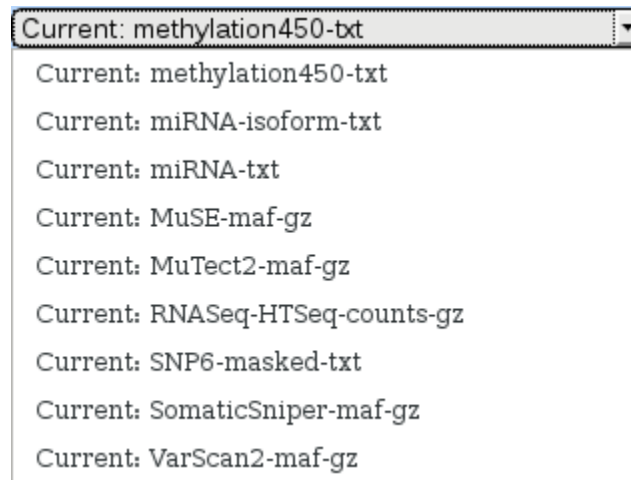 Current: methylation450-txt
Current: methylation450-txt
Current: miRNA-isoform-txt
Current: miRNA-txt
Current: MuSE-maf-gz
Current: MuTect2-maf-gz
Current: RNASeq-HTSeq-counts-gz
Current: SNP6-masked-txt
Current: SomaticSniper-maf-gz
Current: VarScan2-maf-gz